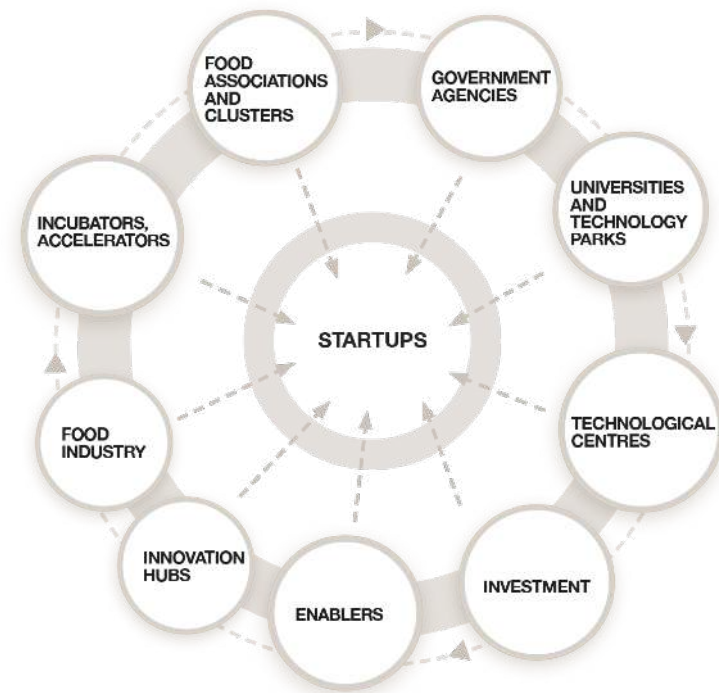 FOOD
ASSOCIATIONS
AND
CLUSTERS
GOVERNMENT
AGENCIES
UNIVERSITIES
AND
TECHNOLOGY
PARKS
TECHNOLOGICAL
CENTRES
INVESTMENT
ENABLERS
INNOVATION
HUBS
FOOD
INDUSTRY
INCUBATORS,
ACCELERATORS
STARTUPS